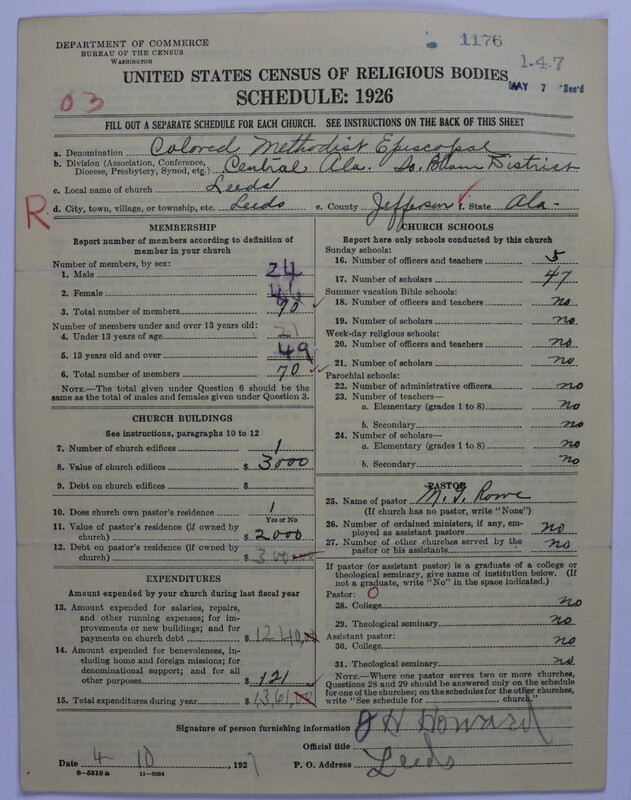 DEPARTMENT OF COMMERCE
BUREAU OF THE CENSUS
WASHINGTON
1176
1-47
MAY 7 Rec'd
03
UNITED STATES CENSUS OF RELIGIOUS BODIES
SCHEDULE: 1926
FILL OUT A SEPARATE SCHEDULE FOR EACH CHURCH. SEE INSTRUCTIONS ON THE BACK OF THIS SHEET
a. Denomination Colored Methodist Episcopal
b. Division (Association, Conference, Diocese, Presbytery, Synod, etc.) Central Ala. So. Bham District
c. Local name of church Leeds
R d. City, town, village, or township, etc. Leeds e. County Jefferson f. State Ala-
MEMBERSHIP
Report number of members according to definition of
member in your church
Number of members, by sex:
1. Male 24
2. Female 46
3. Total number of members 70
Number of members under and over 13 years old:
4. Under 13 years of age 21
5. 13 years old and over 49
6. Total number of members 70
NOTE.—The total given under Question 6 should be
same as the total of males and females given under Question 3.
CHURCH BUILDINGS
See instructions, paragraphs 10 to 12
7. Number of church edifices 1
8. Value of church edifices $ 3000
9. Debt on church edifices $
10. Does church own pastor's residence 1
Yes or No
11. Value of pastor's residence (if owned by
church) $ 2000
12. Debt on pastor's residence (if owned by
church) $ 300
EXPENDITURES
Amount expended by your church during last fiscal year
13. Amount expended for salaries, repairs,
and other running expenses; for im-
provements or new buildings; and for
payments on church debt $ 1240.00
14. Amount expended for benevolences, in-
cluding home and foreign missions; for
denominational support; and for all
other purposes $ 121
15. Total expenditures during year $ 1361.00
CHURCH SCHOOLS
Report here only schools conducted by this church
Sunday schools:
16. Number of officers and teachers 5
17. Number of scholars 47
Summer vacation Bible schools:
18. Number of officers and teachers no
19. Number of scholars no
Week-day religious schools:
20. Number of officers and teachers no
21. Number of scholars no
Parochial schools:
22. Number of administrative officers no
23. Number of teachers—
a. Elementary (grades 1 to 8) no
b. Secondary no
24. Number of scholars—
a. Elementary (grades 1 to 8) no
b. Secondary no
PASTOR
25. Name of pastor M. J. Rowe
(If church has no pastor, write "None")
26. Number of ordained ministers, if any, em-
ployed as assistant pastors no
27. Number of other churches served by the
pastor or his assistants no
If pastor (or assistant pastor) is a graduate of a college or
theological seminary, give name of institution below. (If
not a graduate, write "No" in the space indicated.)
Pastor: 0
28. College no
29. Theological seminary no
Assistant pastor:
30. College no
31. Theological seminary no
NOTE.—Where one pastor serves two or more churches,
Questions 28 and 29 should be answered only on the schedule
for one of the churches; on the schedules for the other churches,
write "See schedule for church."
Signature of person furnishing information J H Howard
Official title
Date 4 10, 1927 P. O. Address Leeds
8-5318a 11-9054